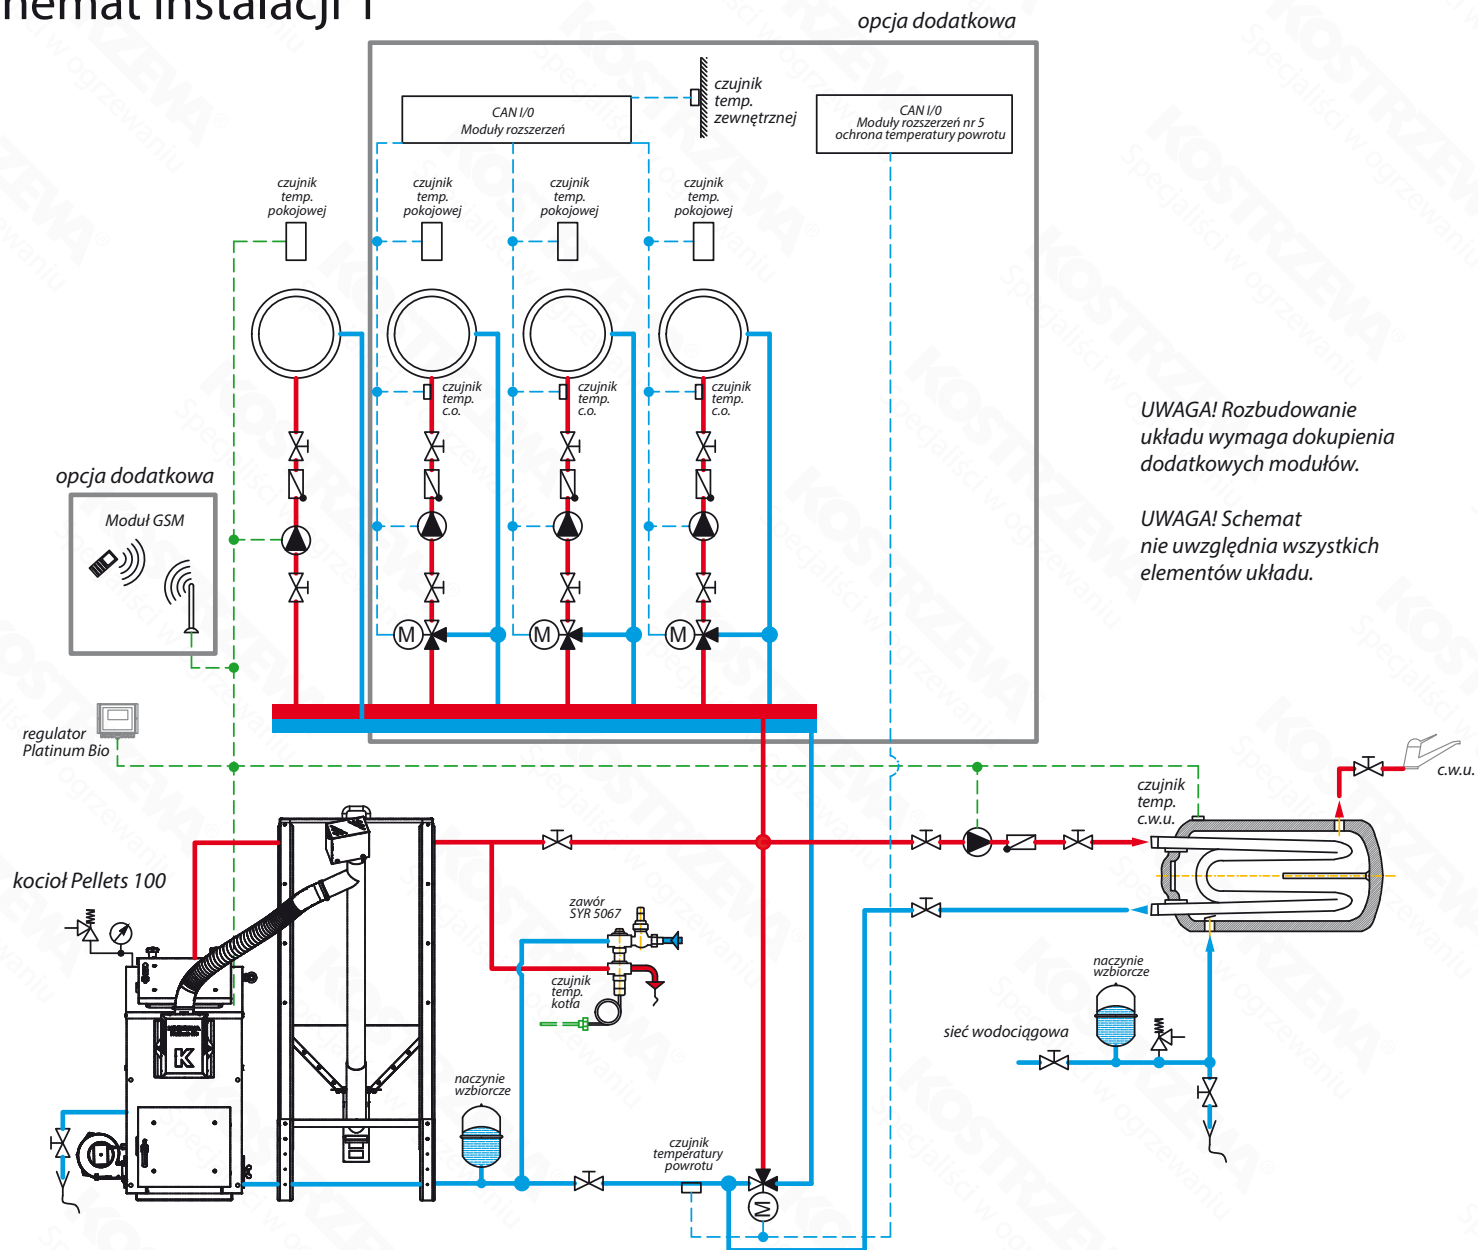 hemat instalacji 1
opcja dodatkowa
CAN I/0
Moduły rozszerzeń
czujnik
temp.
zewnętrznej
CAN I/0
Moduły rozszerzeń nr 5
ochrona temperatury powrotu
czujnik
temp.
pokojowej
czujnik
temp.
pokojowej
czujnik
temp.
pokojowej
czujnik
temp.
pokojowej
czujnik
temp.
c.o.
czujnik
temp.
c.o.
czujnik
temp.
c.o.
UWAGA! Rozbudowanie
układu wymaga dokupienia
dodatkowych modułów.
UWAGA! Schemat
nie uwzględnia wszystkich
elementów układu.
opcja dodatkowa
Moduł GSM
M
M
M
regulator
Platinum Bio
czujnik
temp.
c.w.u.
c.w.u.
kocioł Pellets 100
zawór
SYR 5067
czujnik
temp.
kotła
naczynie
wzbiorcze
sieć wodociągowa
K
naczynie
wzbiorcze
czujnik
temperatury
powrotu
M
KOSTRZEWA®
Specjaliści w ogrzewaniu